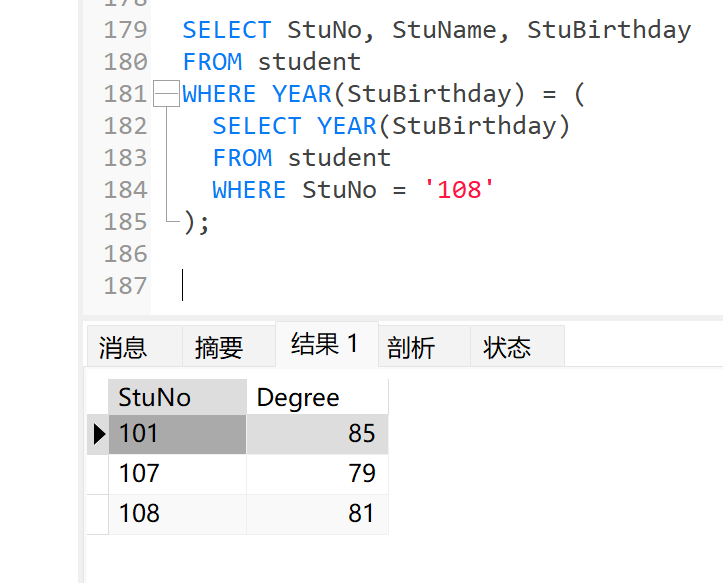 178
179 SELECT StuNo, StuName, StuBirthday
180 FROM student
181 WHERE YEAR(StuBirthday) = (
182 SELECT YEAR(StuBirthday)
183 FROM student
184 WHERE StuNo = '108'
185 );
186
187
消息 摘要 结果 1 剖析 状态
StuNo Degree
101 85
107 79
108 81